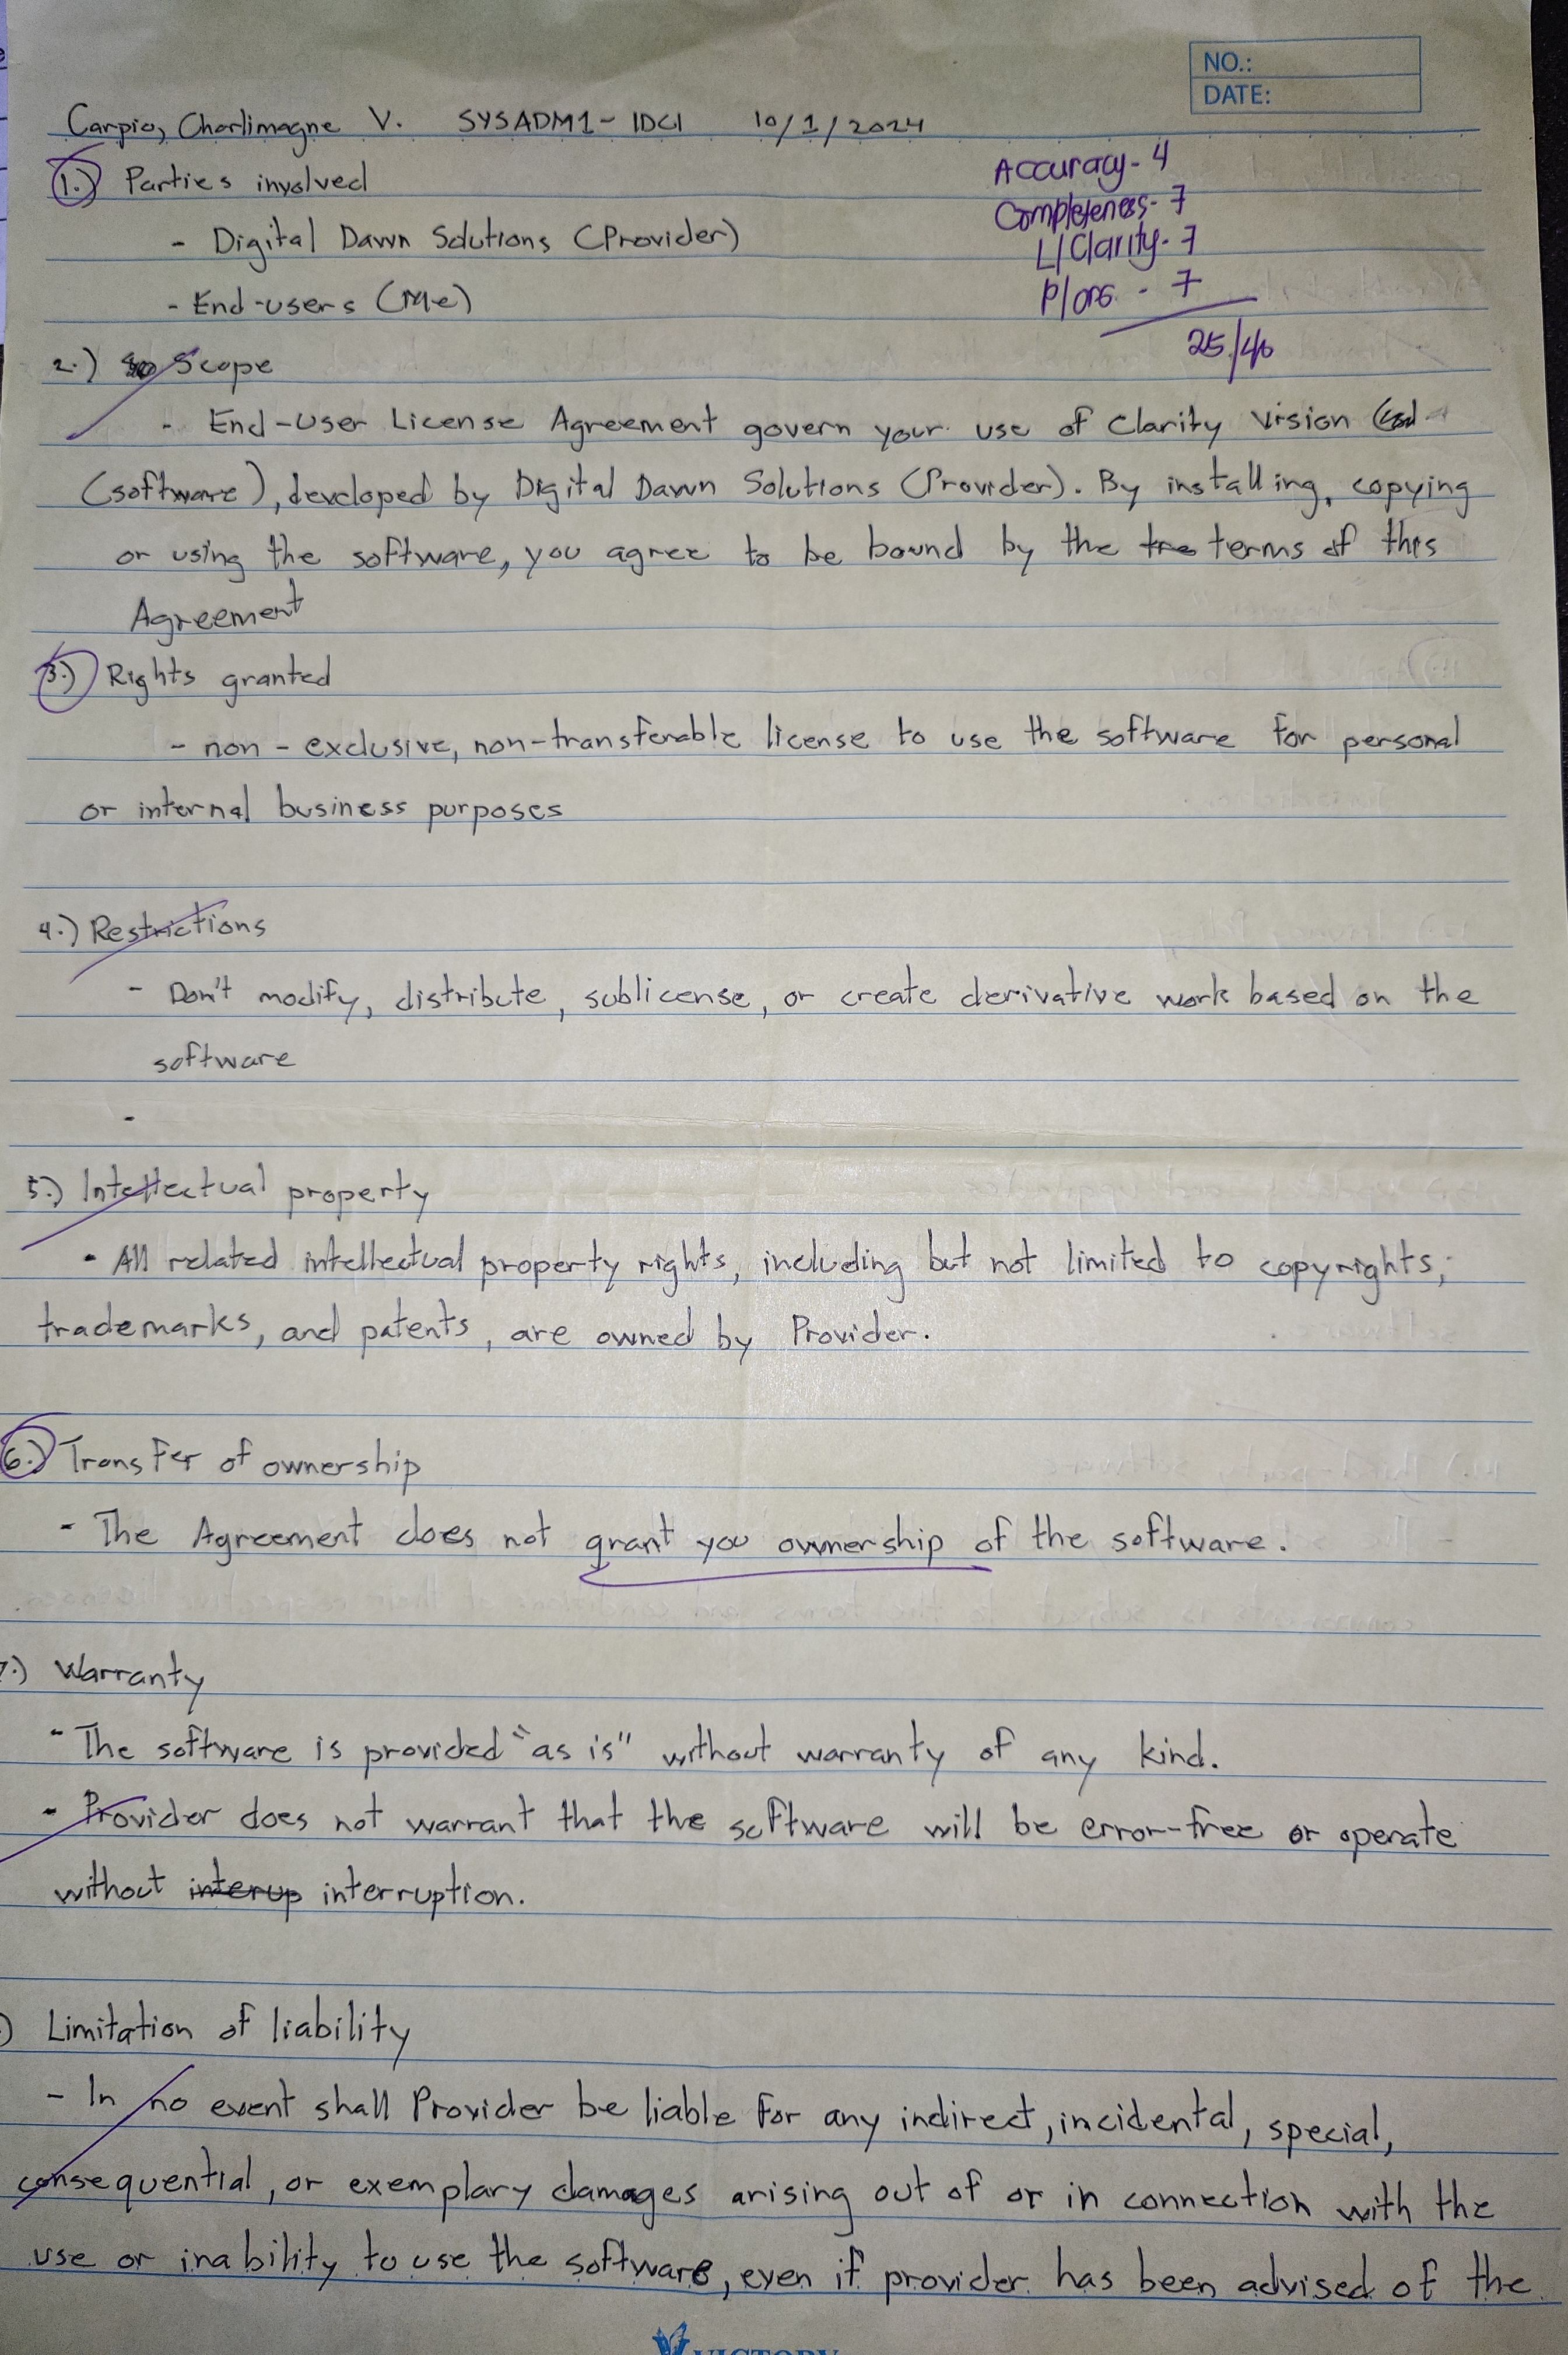 NO.:
DATE:
Carpio, Charlimagne V. SYSADM1- IDC1 10/1/2024
Accuracy- 4
Completeness- 7
L/Clarity- 7
P/org. - 7
25/40
1.) Parties involved
- Digital Dawn Solutions (Provider)
- End-users (Me)
2.) Scope
- End-User License Agreement govern your use of Clarity Vision
(software), developed by Digital Dawn Solutions (Provider). By installing, copying
or using the software, you agree to be bound by the the terms of this
Agreement
3.) Rights granted
- non-exclusive, non-transferable license to use the software for personal
or internal business purposes
4.) Restrictions
- Don't modify, distribute, sublicense, or create derivative work based on the
software
-
5.) Intellectual property
- All related intellectual property rights, including but not limited to copyrights,
trademarks, and patents, are owned by Provider.
6.) Transfer of ownership
- The Agreement does not grant you ownership of the software.
7.) Warranty
- The software is provided "as is" without warranty of any kind.
- Provider does not warrant that the software will be error-free or operate
without interup interruption.
) Limitation of liability
- In no event shall Provider be liable for any indirect, incidental, special,
consequential, or exemplary damages arising out of or in connection with the
use or inability to use the software, even if provider has been advised of the
VICTORY